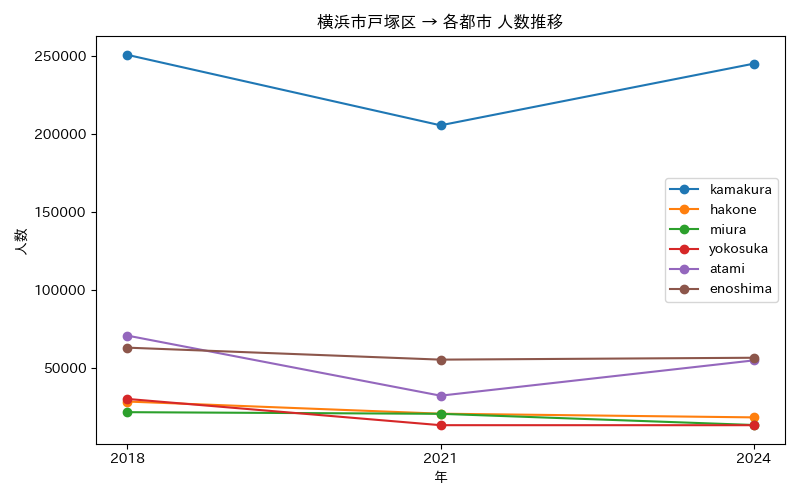 横浜市戸塚区 → 各都市 人数推移
人数
250000
200000
150000
100000
50000
kamakura
hakone
miura
yokosuka
atami
enoshima
2018
2021
2024
年